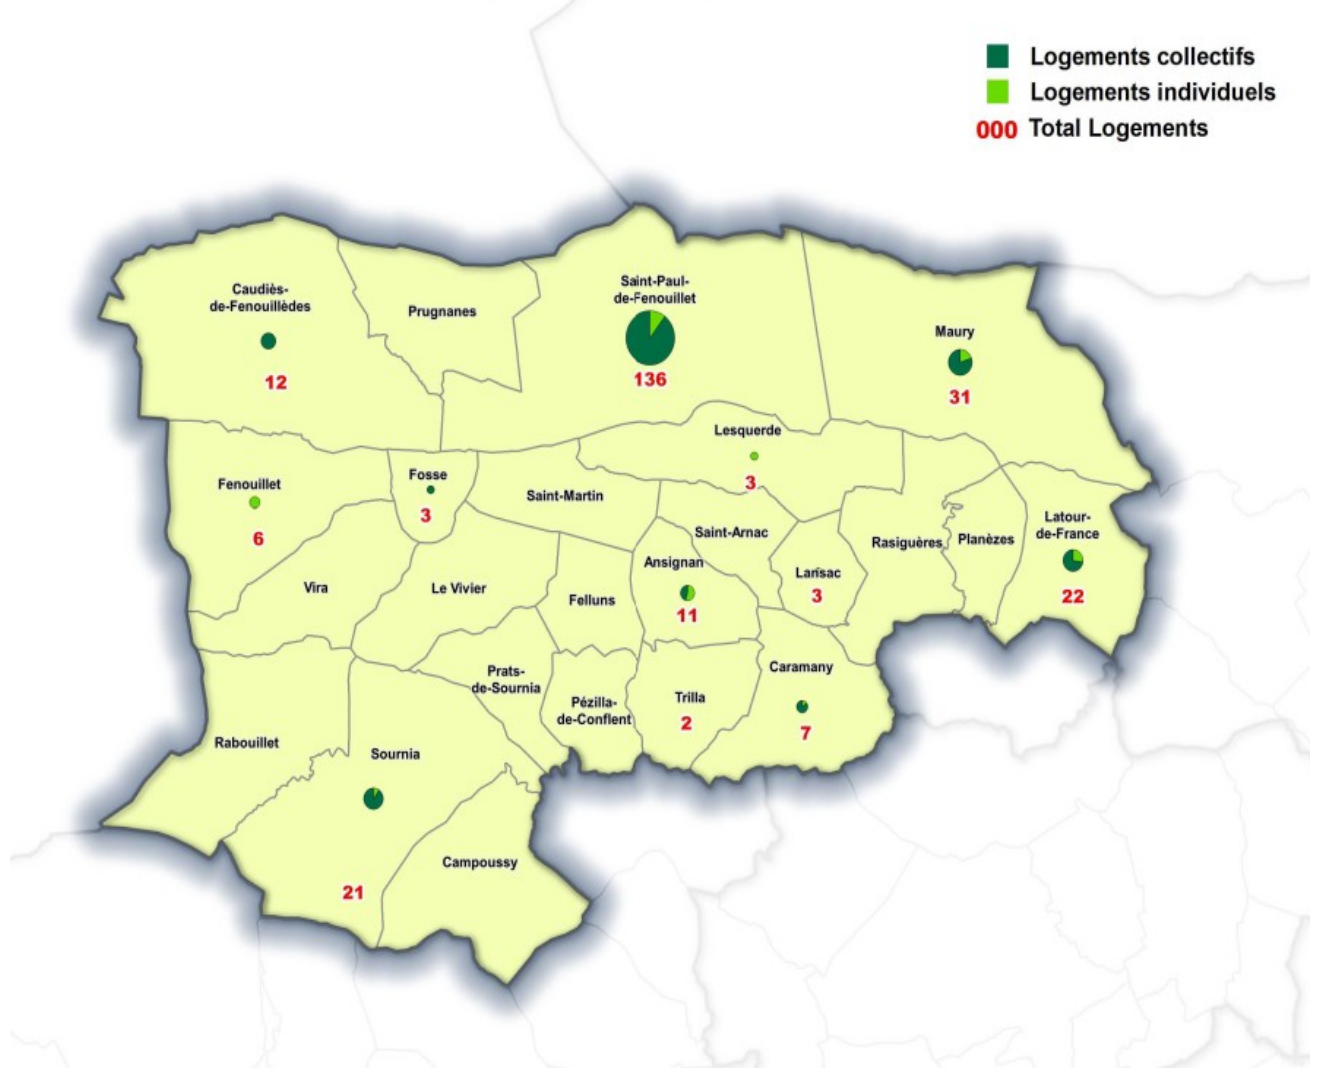 Logements collectifs
Logements individuels
000 Total Logements
Caudiès-
de-Fenouillèdes
12
Prugnanes
Saint-Paul-
de-Fenouillet
136
Maury
31
Lesquerde
3
Fenouillet
6
Fosse
3
Saint-Martin
Saint-Arnac
Rasiguères
Planèzes
Latour-
de-France
22
Ansignan
11
Lansac
3
Vira
Le Vivier
Felluns
Prats-
de-Sournia
Pézilla-
de-Conflent
Trilla
2
Caramany
7
Rabouillet
Sournia
21
Campoussy